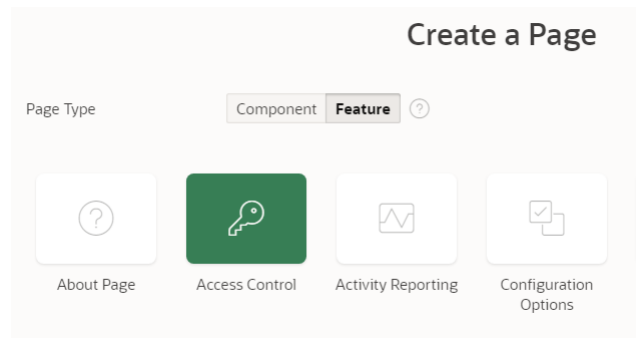 Create a Page
Page Type
Component
Feature
?
?
About Page
Access Control
Activity Reporting
Configuration
Options